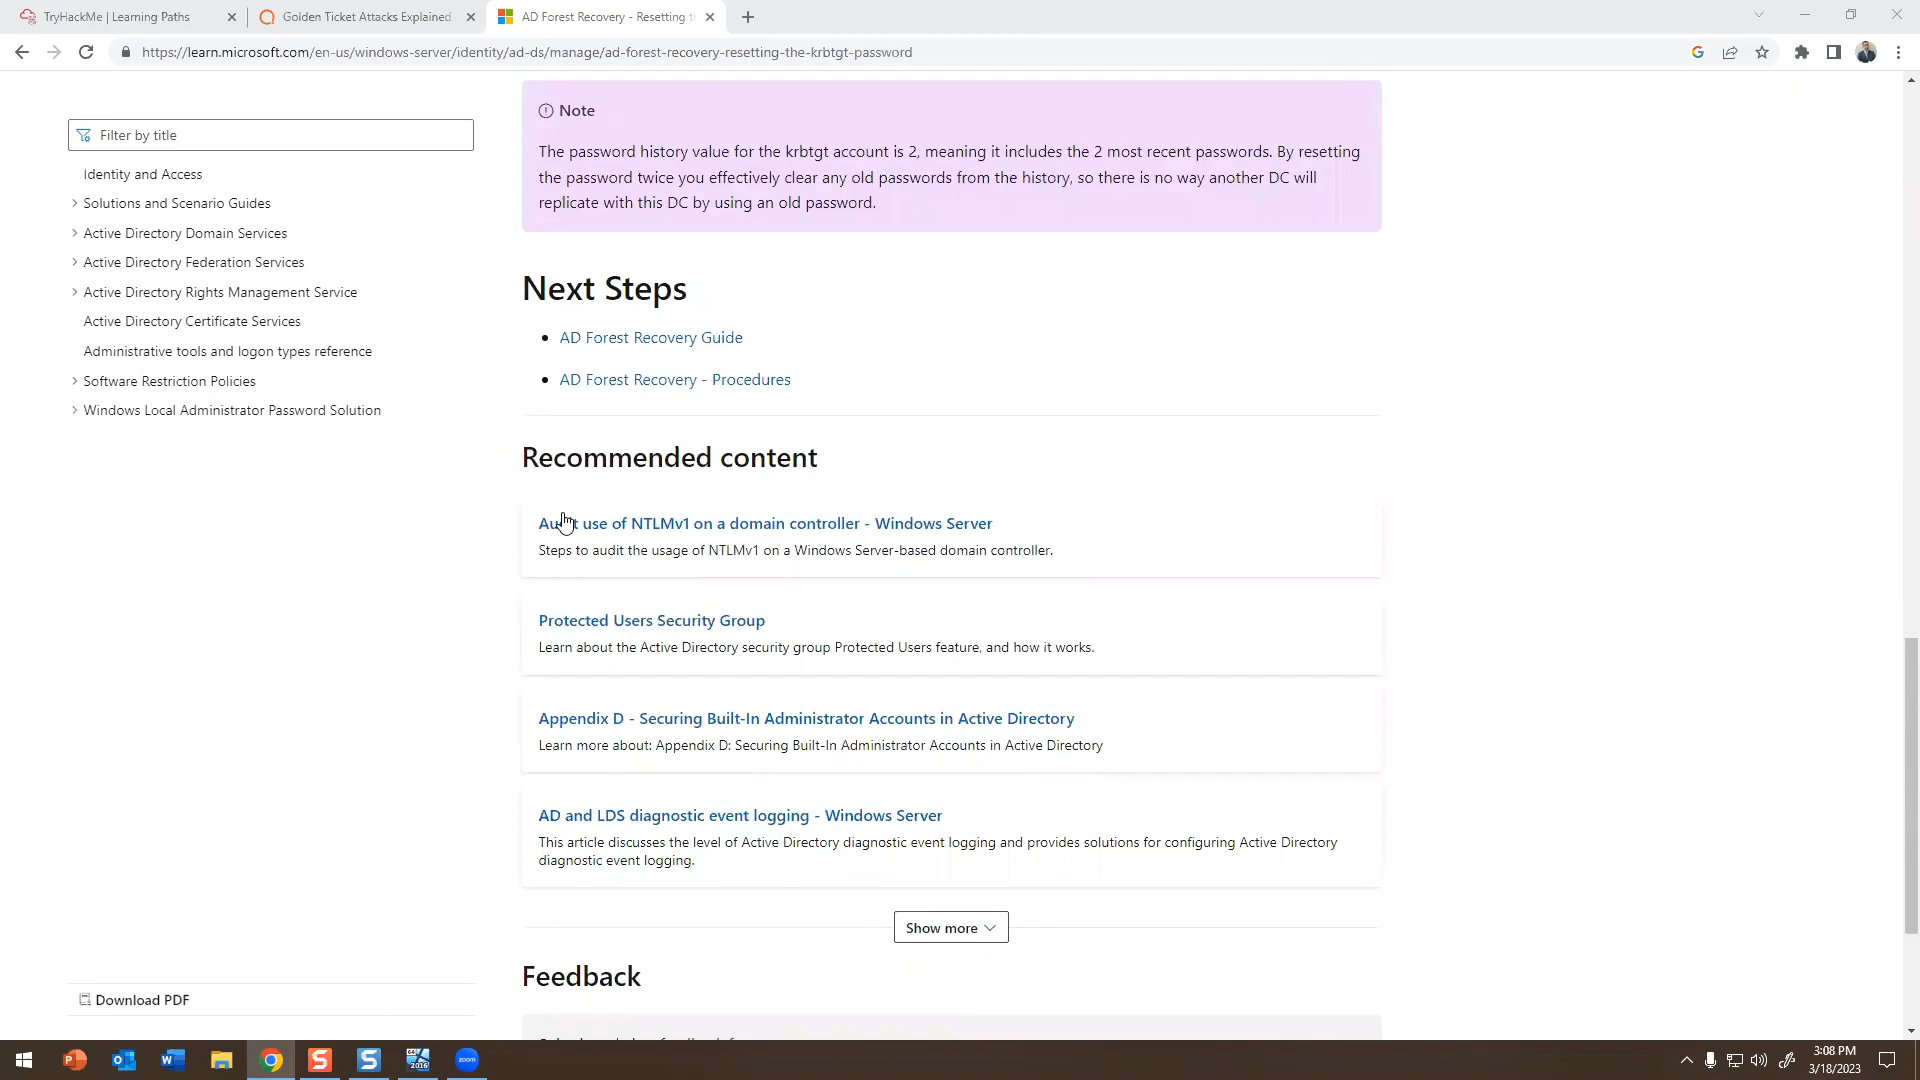 TryHackMe | Learning Paths
Golden Ticket Attacks Explained
AD Forest Recovery - Resetting t
https://learn.microsoft.com/en-us/windows-server/identity/ad-ds/manage/ad-forest-recovery-resetting-the-krbtgt-password
Filter by title
Identity and Access
Solutions and Scenario Guides
Active Directory Domain Services
Active Directory Federation Services
Active Directory Rights Management Service
Active Directory Certificate Services
Administrative tools and logon types reference
Software Restriction Policies
Windows Local Administrator Password Solution
Download PDF
Note
The password history value for the krbtgt account is 2, meaning it includes the 2 most recent passwords. By resetting
the password twice you effectively clear any old passwords from the history, so there is no way another DC will
replicate with this DC by using an old password.
Next Steps
AD Forest Recovery Guide
AD Forest Recovery - Procedures
Recommended content
Audit use of NTLMv1 on a domain controller - Windows Server
Steps to audit the usage of NTLMv1 on a Windows Server-based domain controller.
Protected Users Security Group
Learn about the Active Directory security group Protected Users feature, and how it works.
Appendix D - Securing Built-In Administrator Accounts in Active Directory
Learn more about: Appendix D: Securing Built-In Administrator Accounts in Active Directory
AD and LDS diagnostic event logging - Windows Server
This article discusses the level of Active Directory diagnostic event logging and provides solutions for configuring Active Directory
diagnostic event logging.
Show more
Feedback
zoom
2016
3:08 PM
3/18/2023